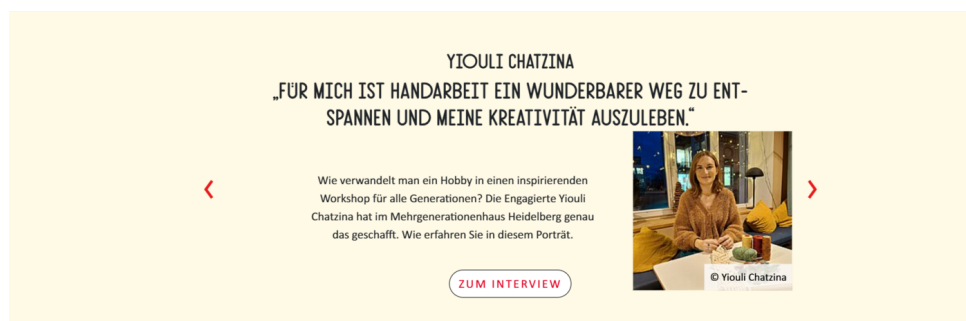 YIOULI CHATZINA
„FÜR MICH IST HANDARBEIT EIN WUNDERBARER WEG ZU ENT-
SPANNEN UND MEINE KREATIVITÄT AUSZULEBEN.“
Wie verwandelt man ein Hobby in einen inspirierenden
Workshop für alle Generationen? Die Engagierte Yiouli
Chatzina hat im Mehrgenerationenhaus Heidelberg genau
das geschafft. Wie erfahren Sie in diesem Porträt.
© Yiouli Chatzina
ZUM INTERVIEW